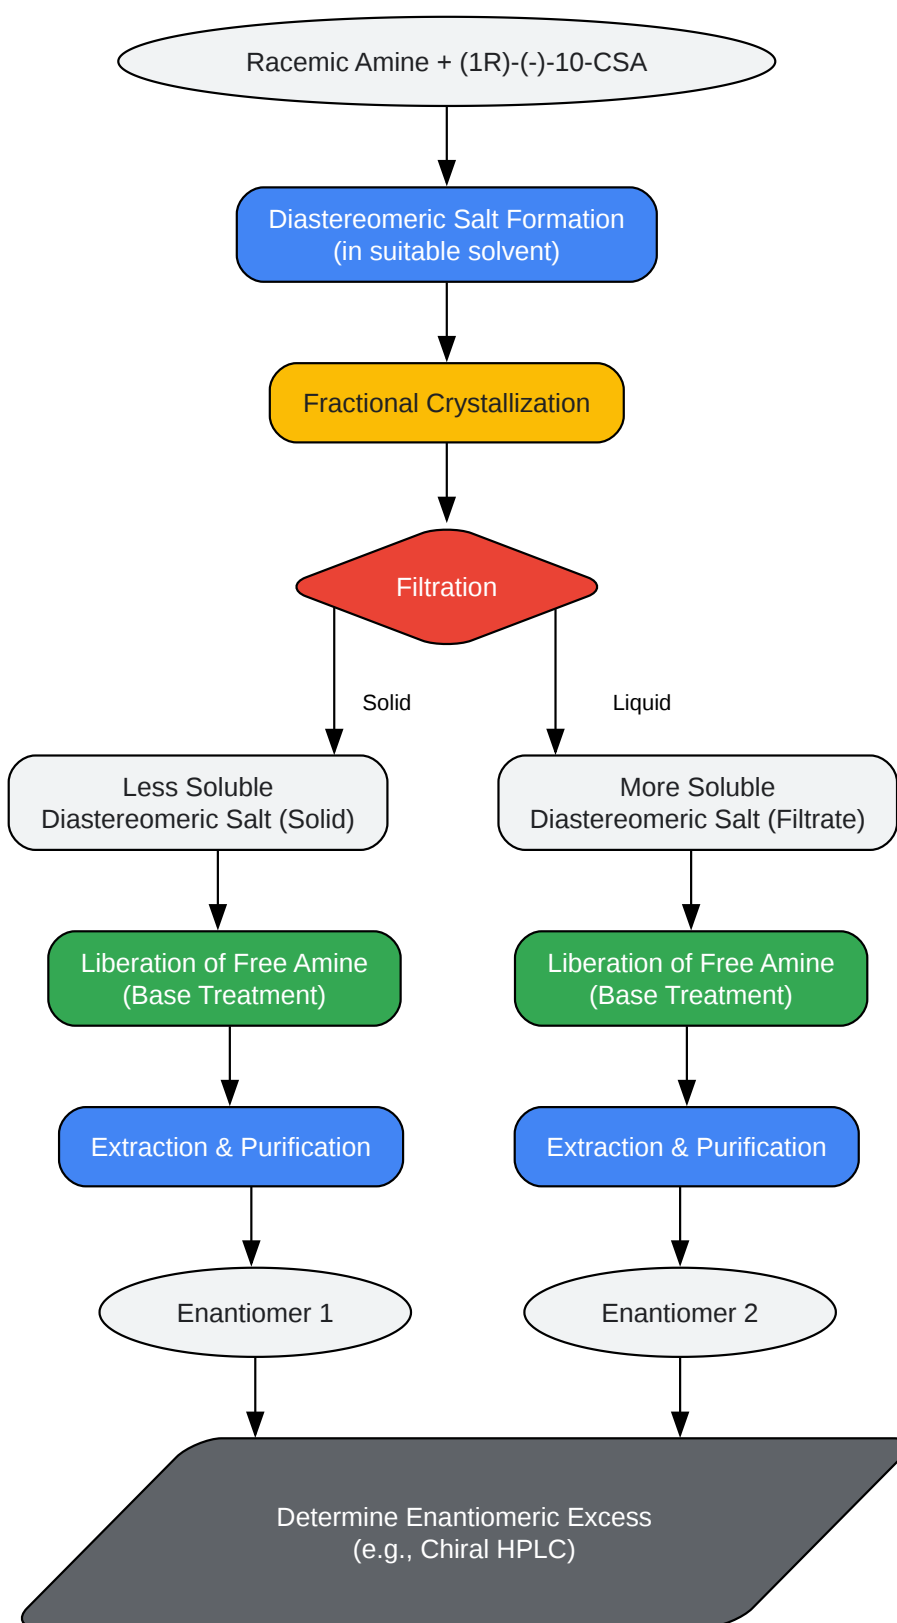 Racemic Amine + (1R)-(-)-10-CSA
Diastereomeric Salt Formation
(in suitable solvent)
Fractional Crystallization
Filtration
Solid
Liquid
Less Soluble
Diastereomeric Salt (Solid)
More Soluble
Diastereomeric Salt (Filtrate)
Liberation of Free Amine
(Base Treatment)
Liberation of Free Amine
(Base Treatment)
Extraction & Purification
Extraction & Purification
Enantiomer 1
Enantiomer 2
Determine Enantiomeric Excess
(e.g., Chiral HPLC)